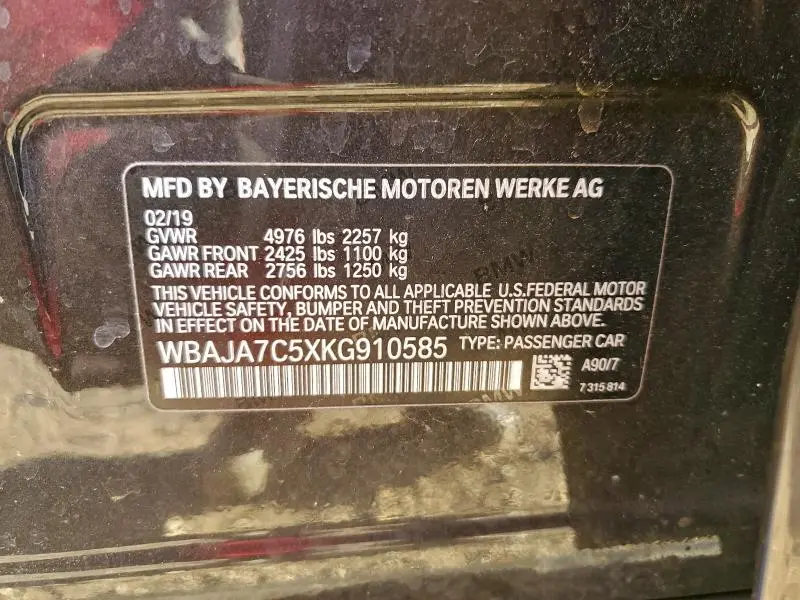 MFD BY BAYERISCHE MOTOREN WERKE AG
02/19
GVWR 4976 lbs 2257 kg
GAWR FRONT 2425 lbs 1100 kg
GAWR REAR 2756 lbs 1250 kg
THIS VEHICLE CONFORMS TO ALL APPLICABLE U.S.FEDERAL MOTOR
VEHICLE SAFETY, BUMPER AND THEFT PREVENTION STANDARDS
IN EFFECT ON THE DATE OF MANUFACTURE SHOWN ABOVE.
WBAJA7C5XKG910585 TYPE: PASSENGER CAR
A90/7
7 315 814
BMW
BMW